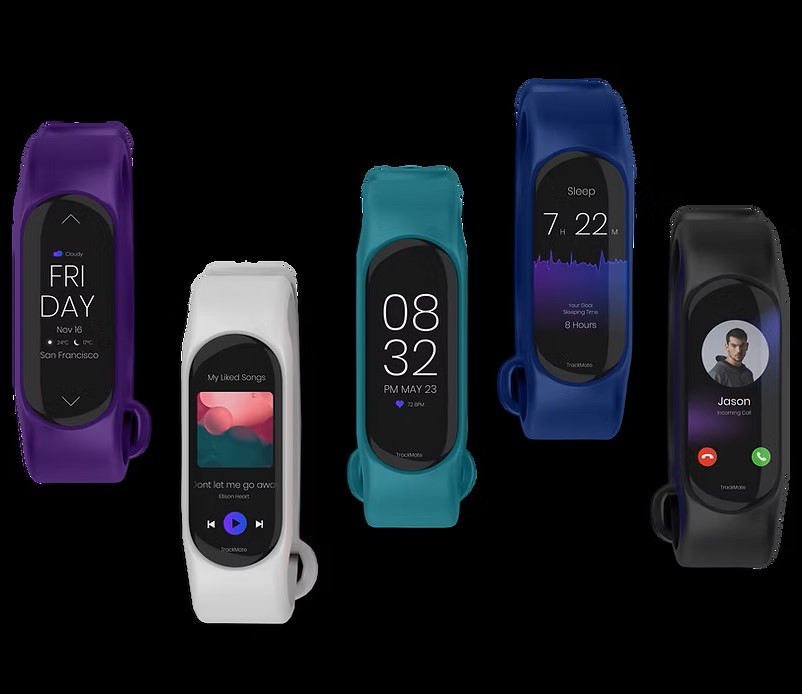 Cloudy
FRI
DAY
Nov 16
24°C 17°C
San Francisco
My Liked Songs
Dont let me go away
Ellison Heart
TrackMate
08
32
PM MAY 23
72 BPM
TrackMate
Sleep
7 H 22 M
Your Goal
Sleeping Time
8 Hours
TrackMate
Jason
Incoming Call
TrackMate